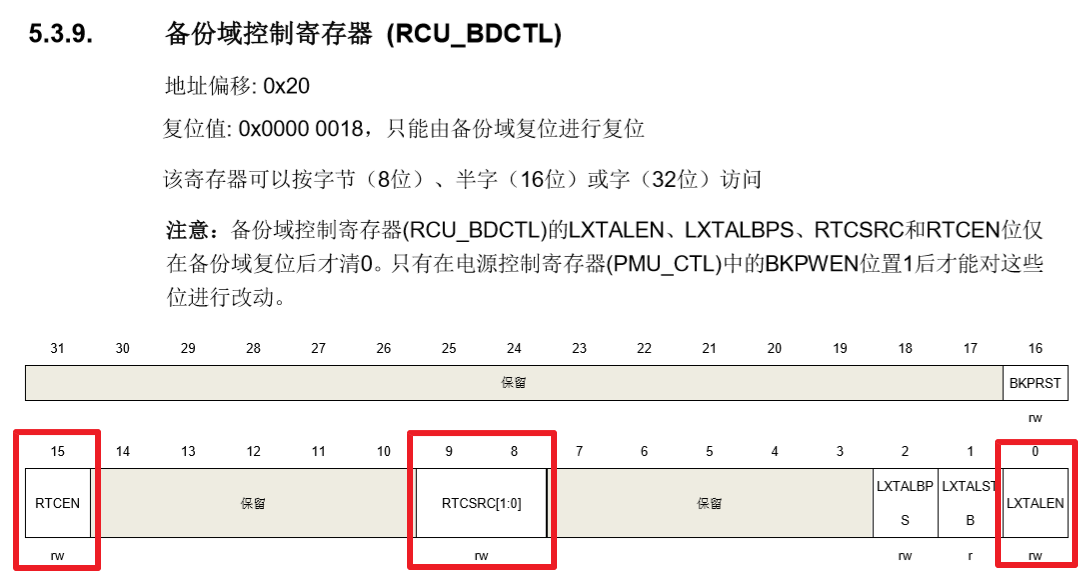 5.3.9. 备份域控制寄存器 (RCU_BDCTL)
地址偏移: 0x20
复位值: 0x0000 0018，只能由备份域复位进行复位
该寄存器可以按字节（8位）、半字（16位）或字（32位）访问
注意：备份域控制寄存器(RCU_BDCTL)的LXTALEN、LXTALBPS、RTCSRC和RTCEN位仅
在备份域复位后才清0。只有在电源控制寄存器(PMU_CTL)中的BKPWEN位置1后才能对这些
位进行改动。
31 30 29 28 27 26 25 24 23 22 21 20 19 18 17 16
保留 BKPRST
rw
15 14 13 12 11 10 9 8 7 6 5 4 3 2 1 0
RTCEN 保留 RTCSRC[1:0] 保留 LXTALBP LXTALST LXTALEN
S B
rw rw rw r rw